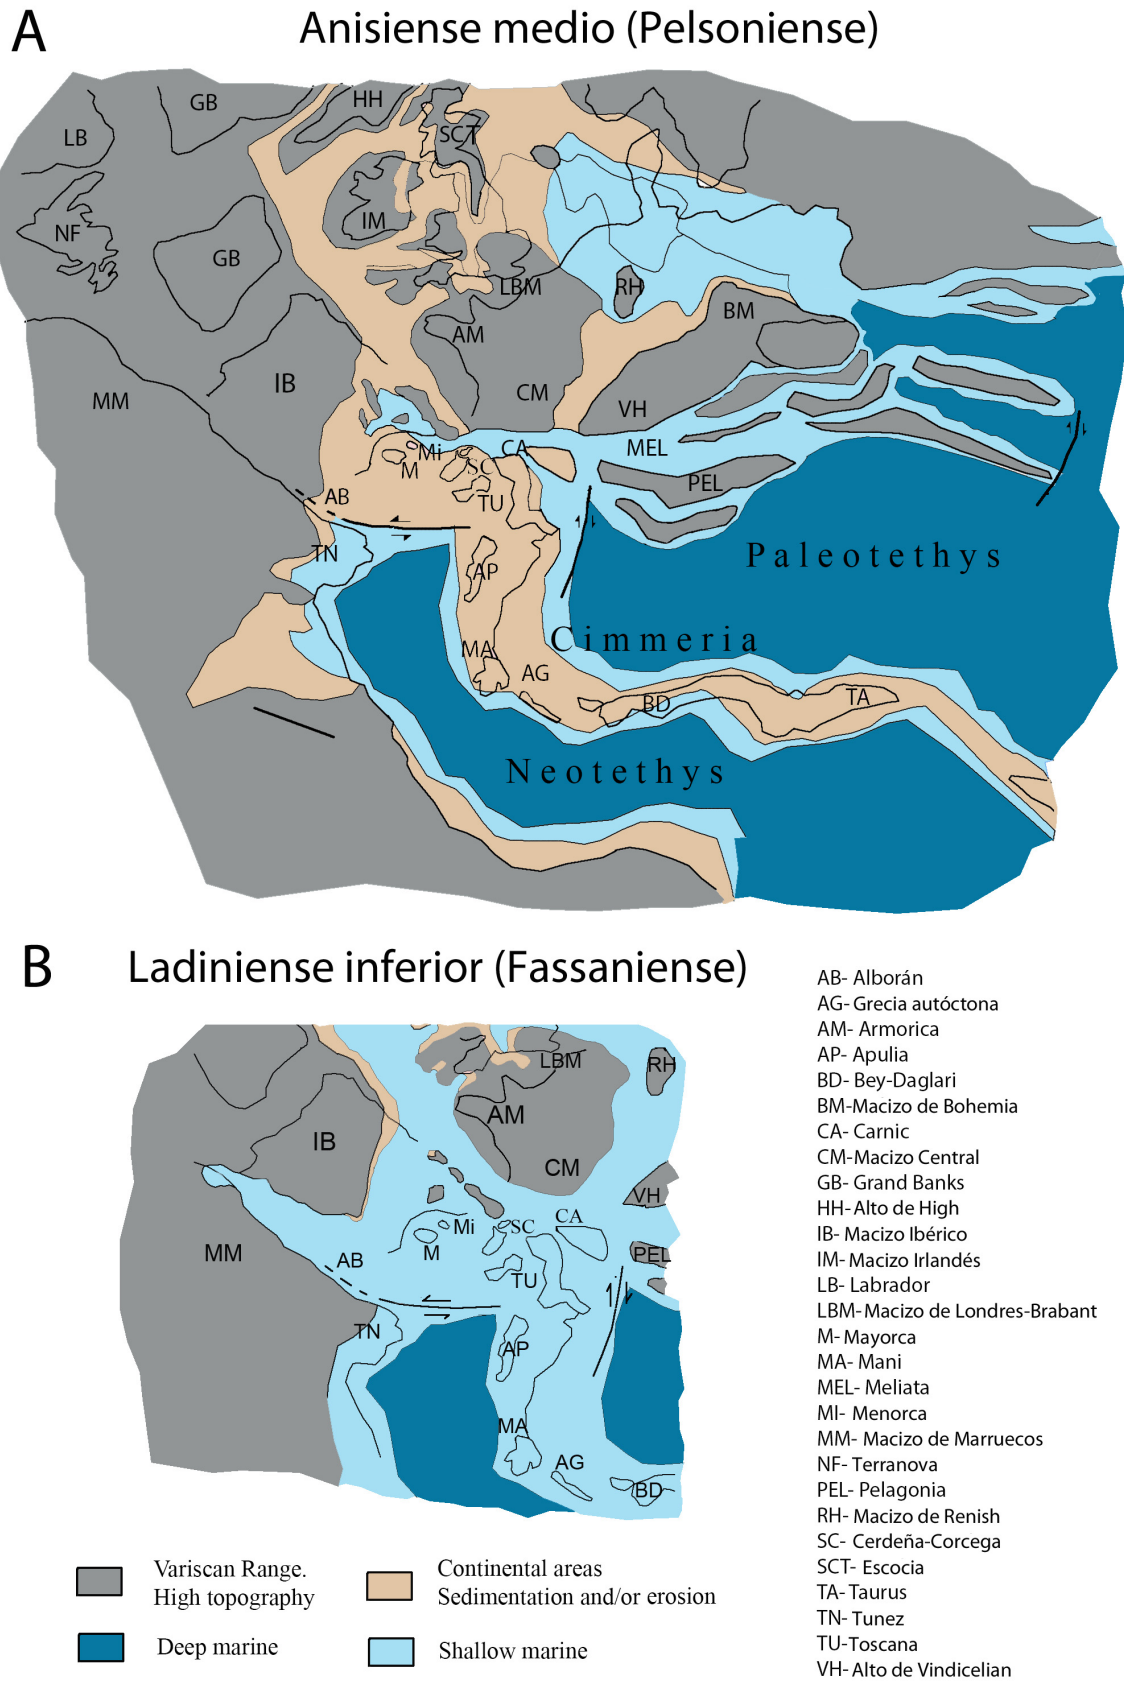 A
Anisiense medio (Pelsoniense)
GB
HH
LB
SCT
NF
IM
GB
LBM
RH
BM
AM
IB
CM
MM
VH
Mi
CA
MEL
M
SC
PEL
AB
TU
TN
Paleotethys
AP
Cimmeria
MA
AG
BD
TA
Neotethys
B
Ladiniense inferior (Fassaniense)
LBM
RH
AM
IB
CM
VH
Mi
SC
CA
MM
M
PEL
AB
TU
TN
AP
MA
AG
BD
AB- Alborán
AG- Grecia autóctona
AM- Armorica
AP- Apulia
BD- Bey-Daglari
BM-Macizo de Bohemia
CA- Carnic
CM-Macizo Central
GB- Grand Banks
HH- Alto de High
IB- Macizo Ibérico
IM- Macizo Irlandés
LB- Labrador
LBM- Macizo de Londres-Brabant
M- Mayorca
MA- Mani
MEL- Meliata
MI- Menorca
MM- Macizo de Marruecos
NF- Terranova
PEL- Pelagonia
RH- Macizo de Renish
SC- Cerdeña-Corcega
SCT- Escocia
TA- Taurus
TN- Tunez
TU-Toscana
VH- Alto de Vindicelian
Variscan Range.
High topography
Continental areas
Sedimentation and/or erosion
Deep marine
Shallow marine